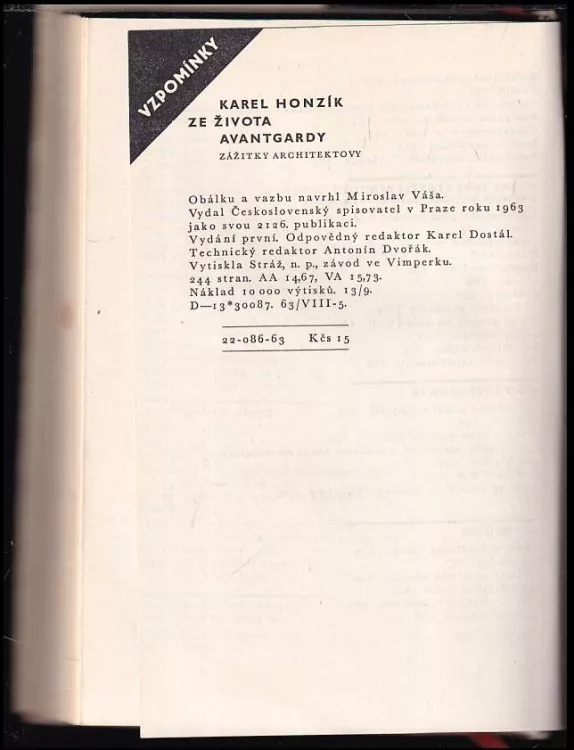 VZPOMÍNKY
KAREL HONZÍK
ZE ŽIVOTA
AVANTGARDY
ZÁŽITKY ARCHITEKTOVY
Obálku a vazbu navrhl Miroslav Váša.
Vydal Československý spisovatel v Praze roku 1963
jako svou 2126. publikaci.
Vydání první. Odpovědný redaktor Karel Dostál.
Technický redaktor Antonín Dvořák.
Vytiskla Stráž, n. p., závod ve Vimperku.
244 stran. AA 14,67, VA 15,73.
Náklad 10 000 výtisků. 13/9.
D—13*30087. 63/VIII-5.
22-086-63 Kčs 15